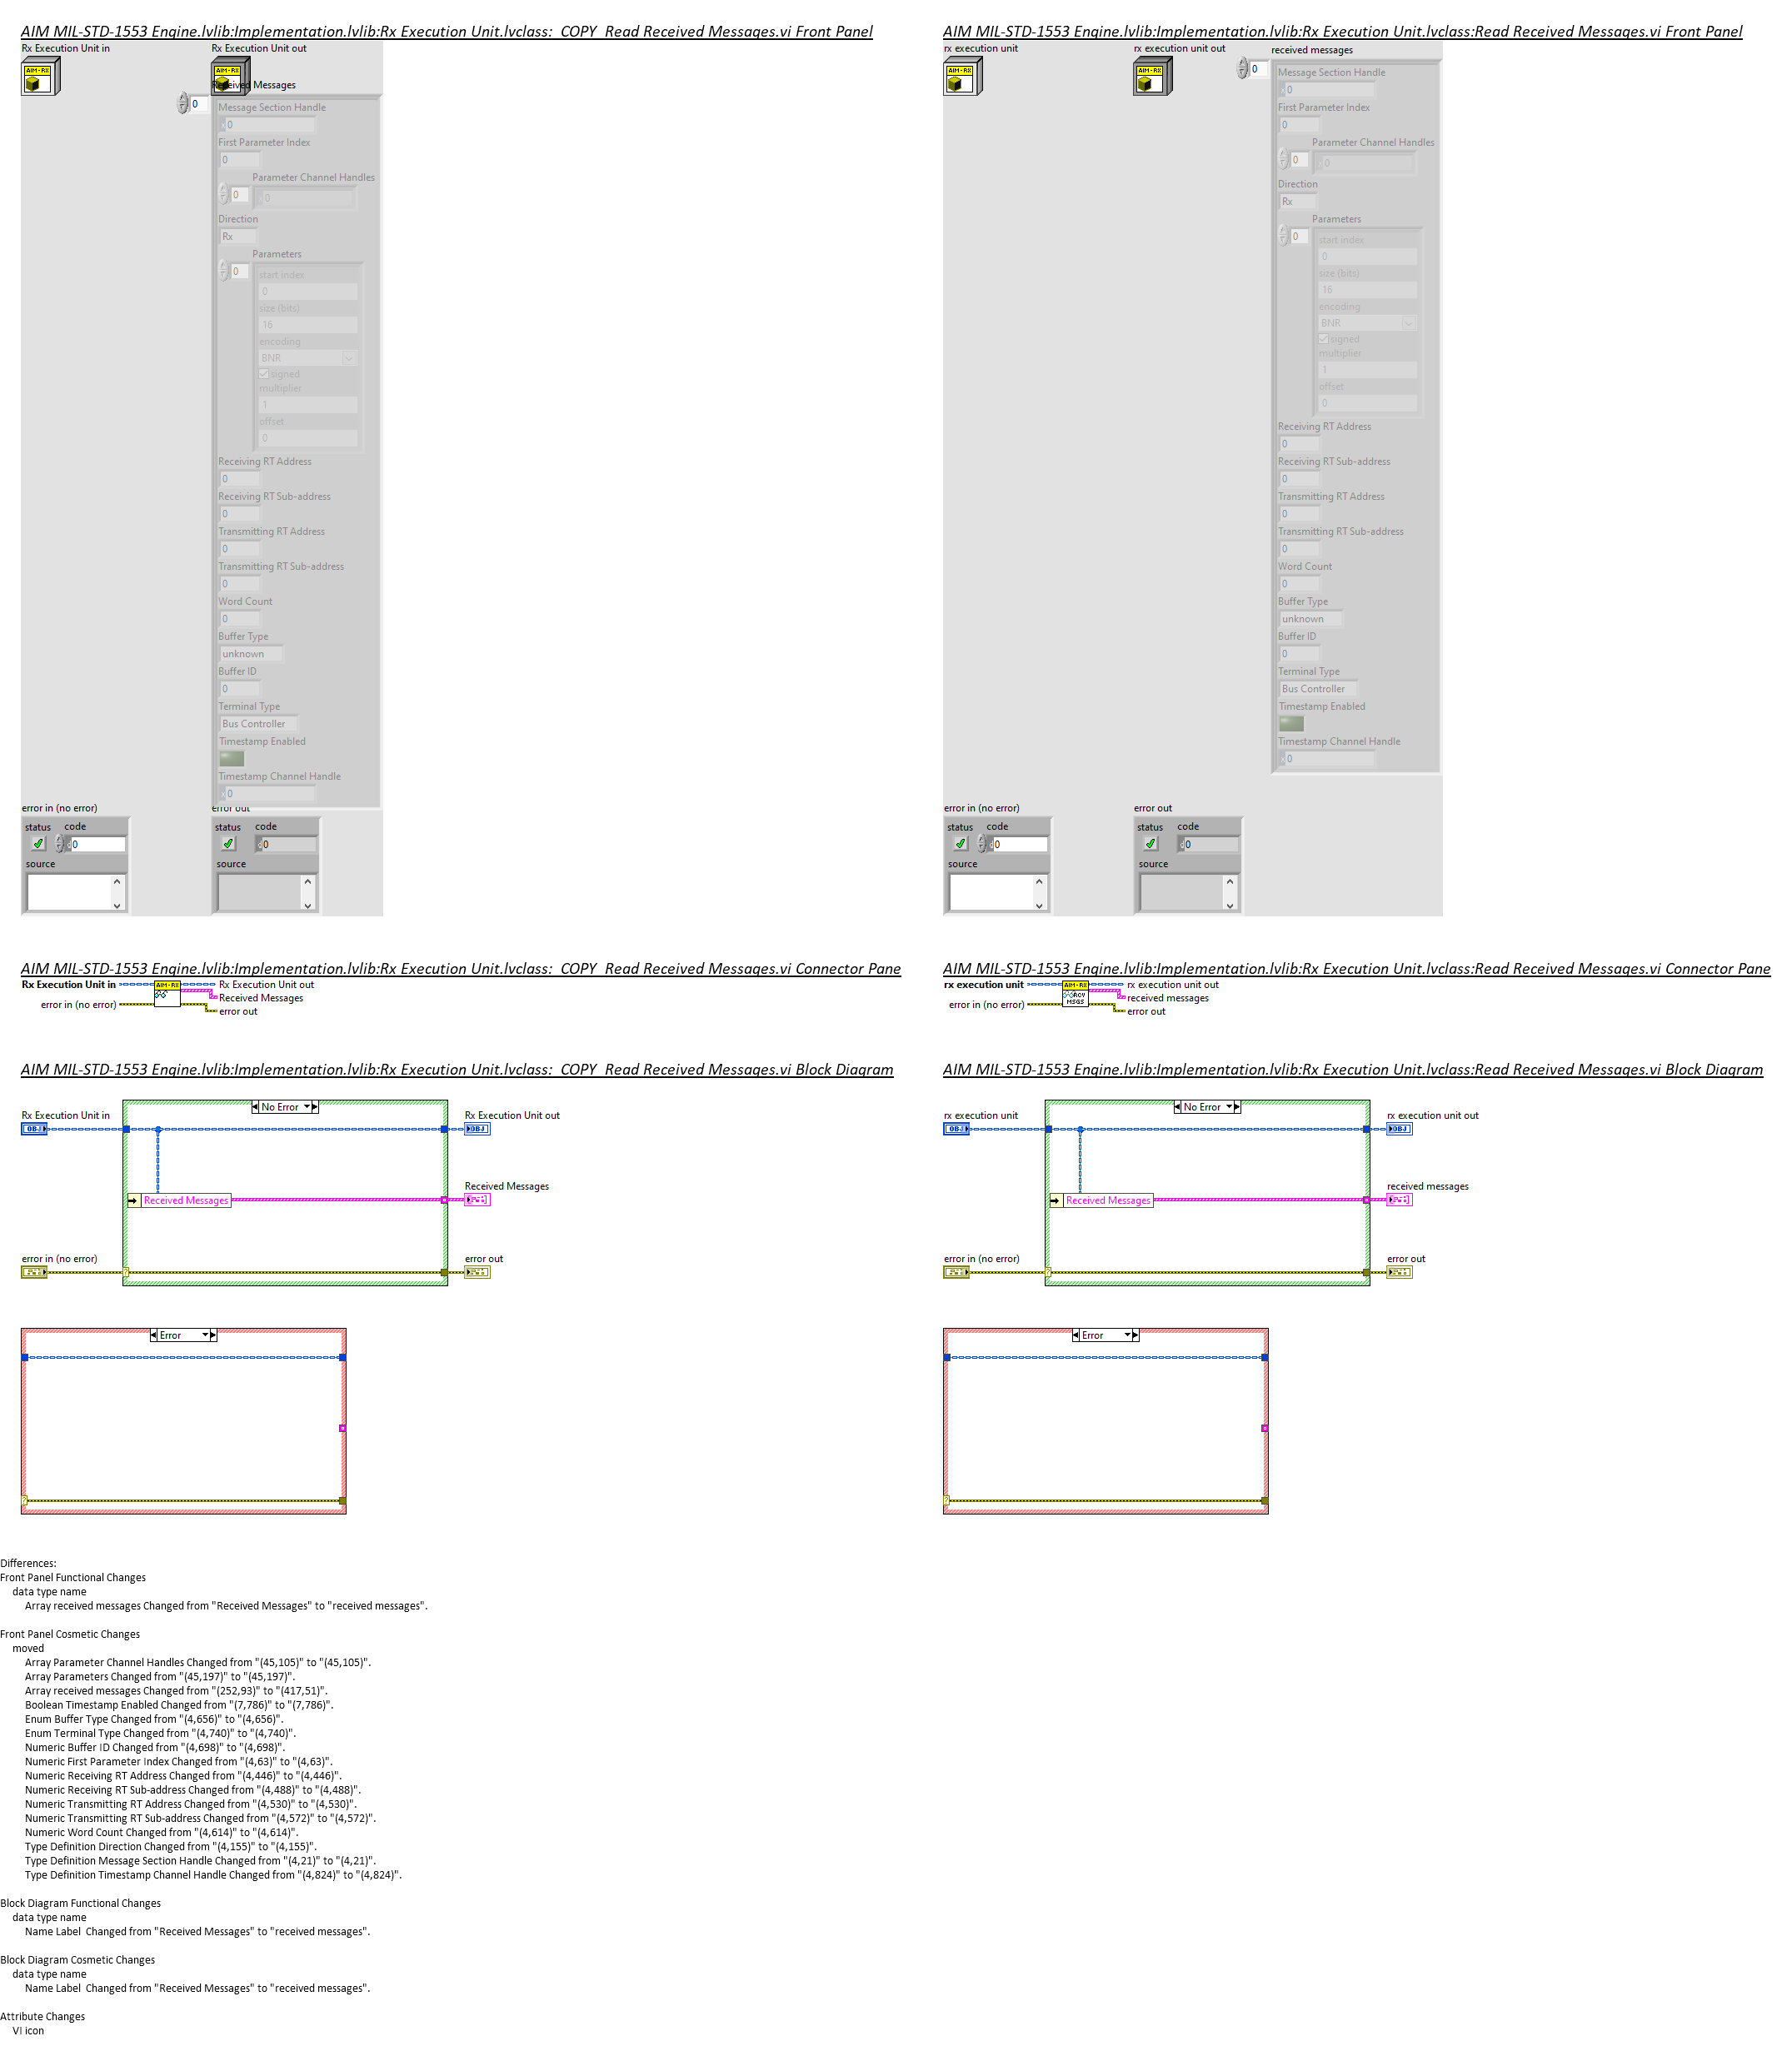 AIM MIL-STD-1553 Engine.lvlib:Implementation.lvlib:Rx Execution Unit.lvclass:_COPY_Read Received Messages.vi Front Panel
Rx Execution Unit in
Rx Execution Unit out
AIM-RX
AIM-RX
Received Messages
0
Message Section Handle
x 0
First Parameter Index
0
Parameter Channel Handles
0
x 0
Direction
Rx
Parameters
0
start index
0
size (bits)
16
encoding
BNR
signed
multiplier
1
offset
0
Receiving RT Address
0
Receiving RT Sub-address
0
Transmitting RT Address
0
Transmitting RT Sub-address
0
Word Count
0
Buffer Type
unknown
Buffer ID
0
Terminal Type
Bus Controller
Timestamp Enabled
Timestamp Channel Handle
x 0
error in (no error)
status code
d 0
source
error out
status code
d 0
source
AIM MIL-STD-1553 Engine.lvlib:Implementation.lvlib:Rx Execution Unit.lvclass:Read Received Messages.vi Front Panel
rx execution unit
rx execution unit out
AIM-RX
AIM-RX
received messages
0
Message Section Handle
x 0
First Parameter Index
0
Parameter Channel Handles
0
x 0
Direction
Rx
Parameters
0
start index
0
size (bits)
16
encoding
BNR
signed
multiplier
1
offset
0
Receiving RT Address
0
Receiving RT Sub-address
0
Transmitting RT Address
0
Transmitting RT Sub-address
0
Word Count
0
Buffer Type
unknown
Buffer ID
0
Terminal Type
Bus Controller
Timestamp Enabled
Timestamp Channel Handle
x 0
error in (no error)
status code
d 0
source
error out
status code
d 0
source
AIM MIL-STD-1553 Engine.lvlib:Implementation.lvlib:Rx Execution Unit.lvclass:_COPY_Read Received Messages.vi Connector Pane
Rx Execution Unit in
AIM-RX
Rx Execution Unit out
Received Messages
error in (no error)
error out
AIM MIL-STD-1553 Engine.lvlib:Implementation.lvlib:Rx Execution Unit.lvclass:Read Received Messages.vi Connector Pane
rx execution unit
AIM-RX
RCV
MSGS
rx execution unit out
received messages
error in (no error)
error out
AIM MIL-STD-1553 Engine.lvlib:Implementation.lvlib:Rx Execution Unit.lvclass:_COPY_Read Received Messages.vi Block Diagram
No Error
Rx Execution Unit in
OBJ
Rx Execution Unit out
OBJ
Received Messages
Received Messages
error in (no error)
?
error out
Error
?
AIM MIL-STD-1553 Engine.lvlib:Implementation.lvlib:Rx Execution Unit.lvclass:Read Received Messages.vi Block Diagram
No Error
rx execution unit
OBJ
rx execution unit out
OBJ
Received Messages
received messages
error in (no error)
?
error out
Error
?
Differences:
Front Panel Functional Changes
data type name
Array received messages Changed from "Received Messages" to "received messages".
Front Panel Cosmetic Changes
moved
Array Parameter Channel Handles Changed from "(45,105)" to "(45,105)".
Array Parameters Changed from "(45,197)" to "(45,197)".
Array received messages Changed from "(252,93)" to "(417,51)".
Boolean Timestamp Enabled Changed from "(7,786)" to "(7,786)".
Enum Buffer Type Changed from "(4,656)" to "(4,656)".
Enum Terminal Type Changed from "(4,740)" to "(4,740)".
Numeric Buffer ID Changed from "(4,698)" to "(4,698)".
Numeric First Parameter Index Changed from "(4,63)" to "(4,63)".
Numeric Receiving RT Address Changed from "(4,446)" to "(4,446)".
Numeric Receiving RT Sub-address Changed from "(4,488)" to "(4,488)".
Numeric Transmitting RT Address Changed from "(4,530)" to "(4,530)".
Numeric Transmitting RT Sub-address Changed from "(4,572)" to "(4,572)".
Numeric Word Count Changed from "(4,614)" to "(4,614)".
Type Definition Direction Changed from "(4,155)" to "(4,155)".
Type Definition Message Section Handle Changed from "(4,21)" to "(4,21)".
Type Definition Timestamp Channel Handle Changed from "(4,824)" to "(4,824)".
Block Diagram Functional Changes
data type name
Name Label Changed from "Received Messages" to "received messages".
Block Diagram Cosmetic Changes
data type name
Name Label Changed from "Received Messages" to "received messages".
Attribute Changes
VI icon